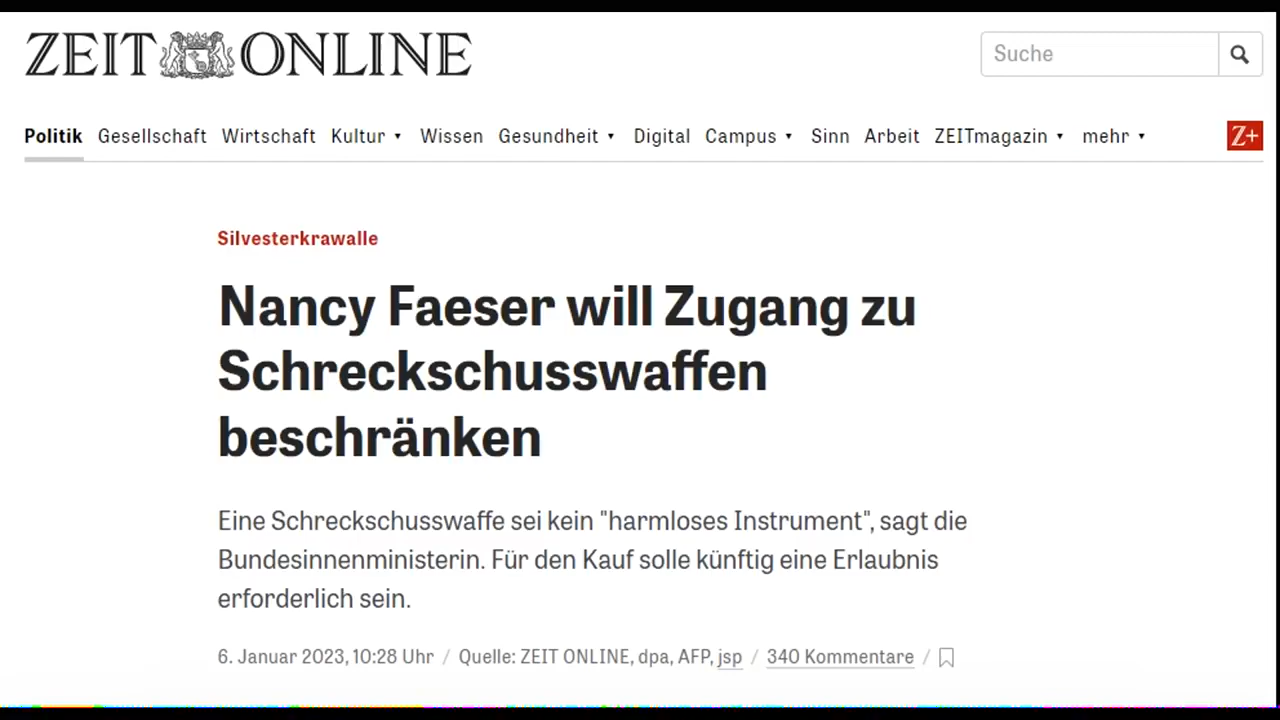 ZEIT ONLINE
Suche
Politik Gesellschaft Wirtschaft Kultur ▼ Wissen Gesundheit ▼ Digital Campus ▼ Sinn Arbeit ZEITmagazin ▼ mehr ▼ Z+
Silvesterkrawalle
Nancy Faeser will Zugang zu
Schreckschusswaffen
beschränken
Eine Schreckschusswaffe sei kein "harmloses Instrument", sagt die
Bundesinnenministerin. Für den Kauf solle künftig eine Erlaubnis
erforderlich sein.
6. Januar 2023, 10:28 Uhr / Quelle: ZEIT ONLINE, dpa, AFP, jsp / 340 Kommentare /